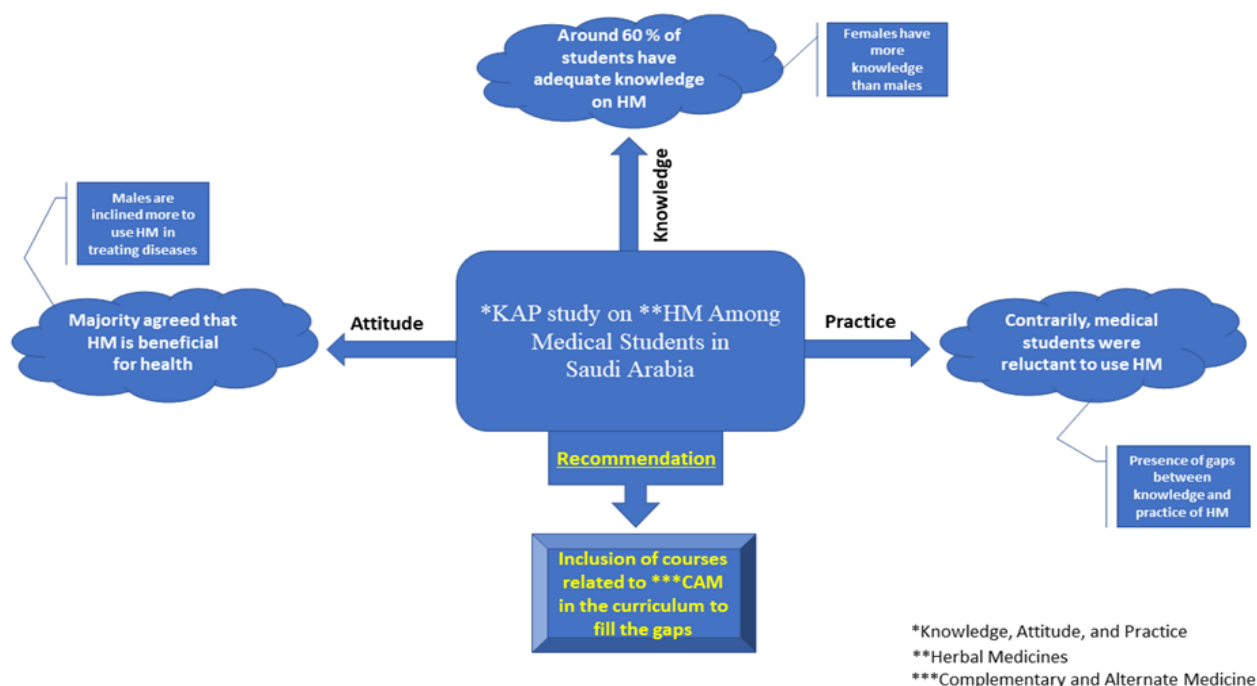 Around 60 % of
students have
adequate knowledge
on HM
Females have
more
knowledge
than males
Knowledge
Males are
inclined more to
use HM in
treating diseases
Majority agreed that
HM is beneficial
for health
Attitude
*KAP study on **HM Among
Medical Students in
Saudi Arabia
Practice
Contrarily, medical
students were
reluctant to use HM
Presence of gaps
between
knowledge and
practice of HM
Recommendation
Inclusion of courses
related to ***CAM
in the curriculum to
fill the gaps
*Knowledge, Attitude, and Practice
**Herbal Medicines
***Complementary and Alternate Medicine